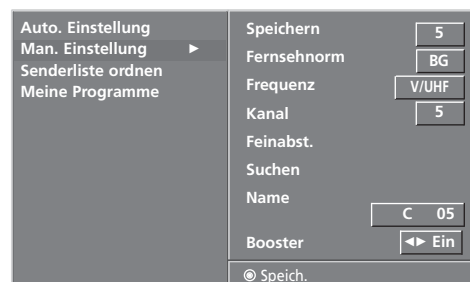 Auto. Einstellung
Man. Einstellung ►
Senderliste ordnen
Meine Programme
Speichern 5
Fernsehnorm BG
Frequenz V/UHF
Kanal 5
Feinabst.
Suchen
Name
C 05
Booster ◄► Ein
◉ Speich.